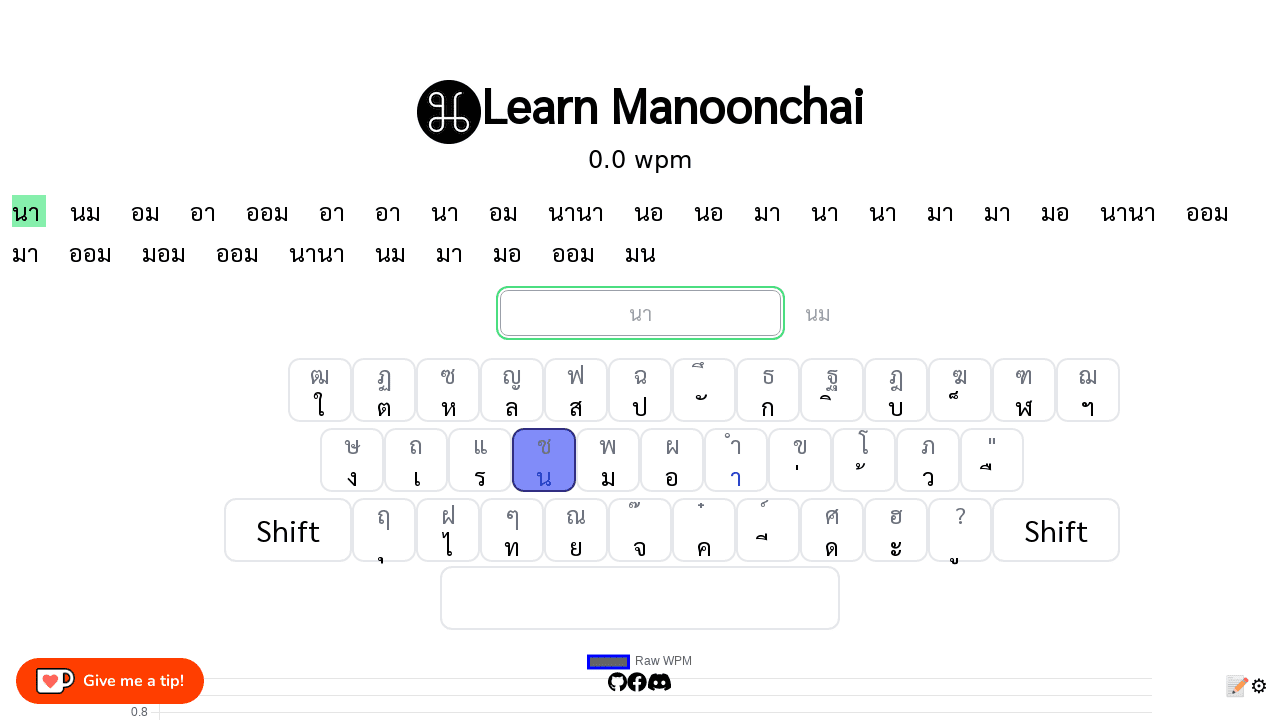 Learn Manoonchai
0.0 wpm
นา นม อม อา ออม อา อา นา อม นานา นอ นอ มา นา นา มา มา มอ นานา ออม
มา ออม มอม ออม นานา นม มา มอ ออม มน
นา นม
ฒ ฏ ซ ญ ฟ ฉ ึ ธ ฐ ฎ ฆ ฑ ฌ
ใ ต ห ล ส ป ั ก ิ บ ็ ฬ ฯ
ษ ถ แ ช พ ผ ำ ข โ ภ "
ง เ ร น ม อ า ่ ้ ว ื
Shift ฤ ฝ ๆ ณ ๊ ๋ ์ ศ ฮ ? Shift
ุ ไ ท ย จ ค ี ด ะ ู
Raw WPM
Give me a tip!
0.8